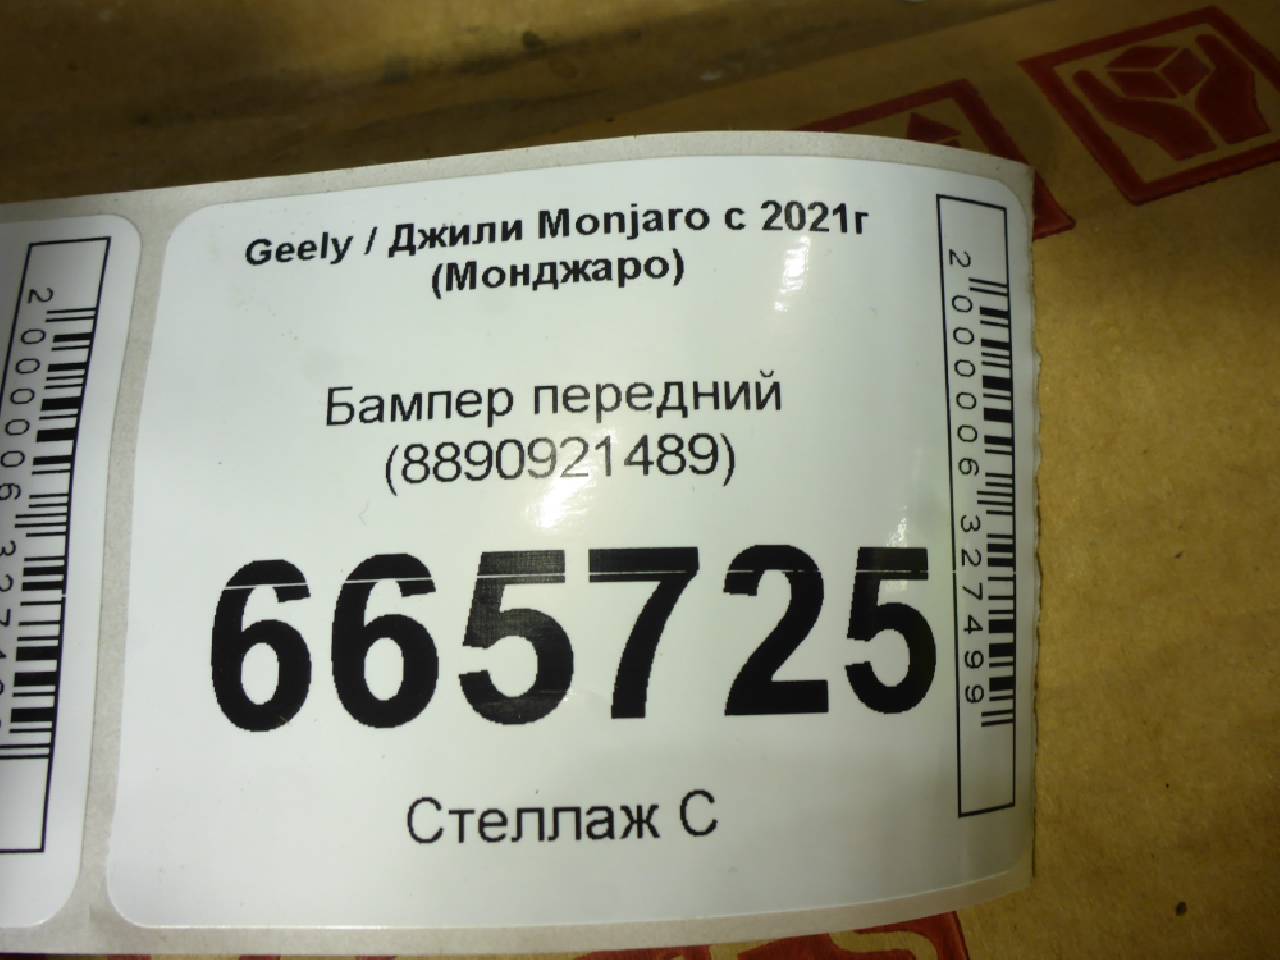 Geely / Джили Monjaro с 2021г
(Монджаро)
Бампер передний
(8890921489)
665725
Стеллаж С
2000006327499